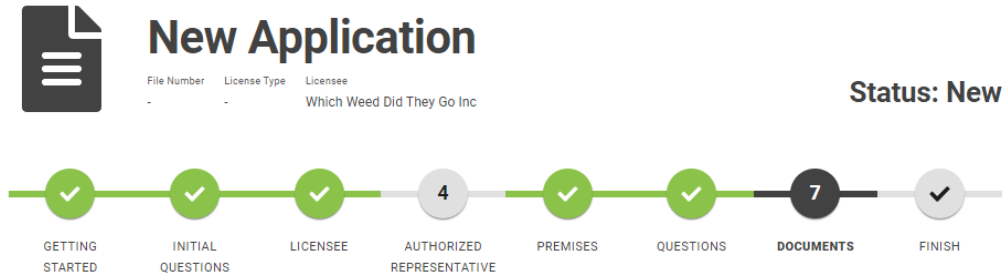 New Application
File Number License Type Licensee
- - Which Weed Did They Go Inc
Status: New
4 7
GETTING STARTED
INITIAL QUESTIONS
LICENSEE
AUTHORIZED REPRESENTATIVE
PREMISES
QUESTIONS
DOCUMENTS
FINISH